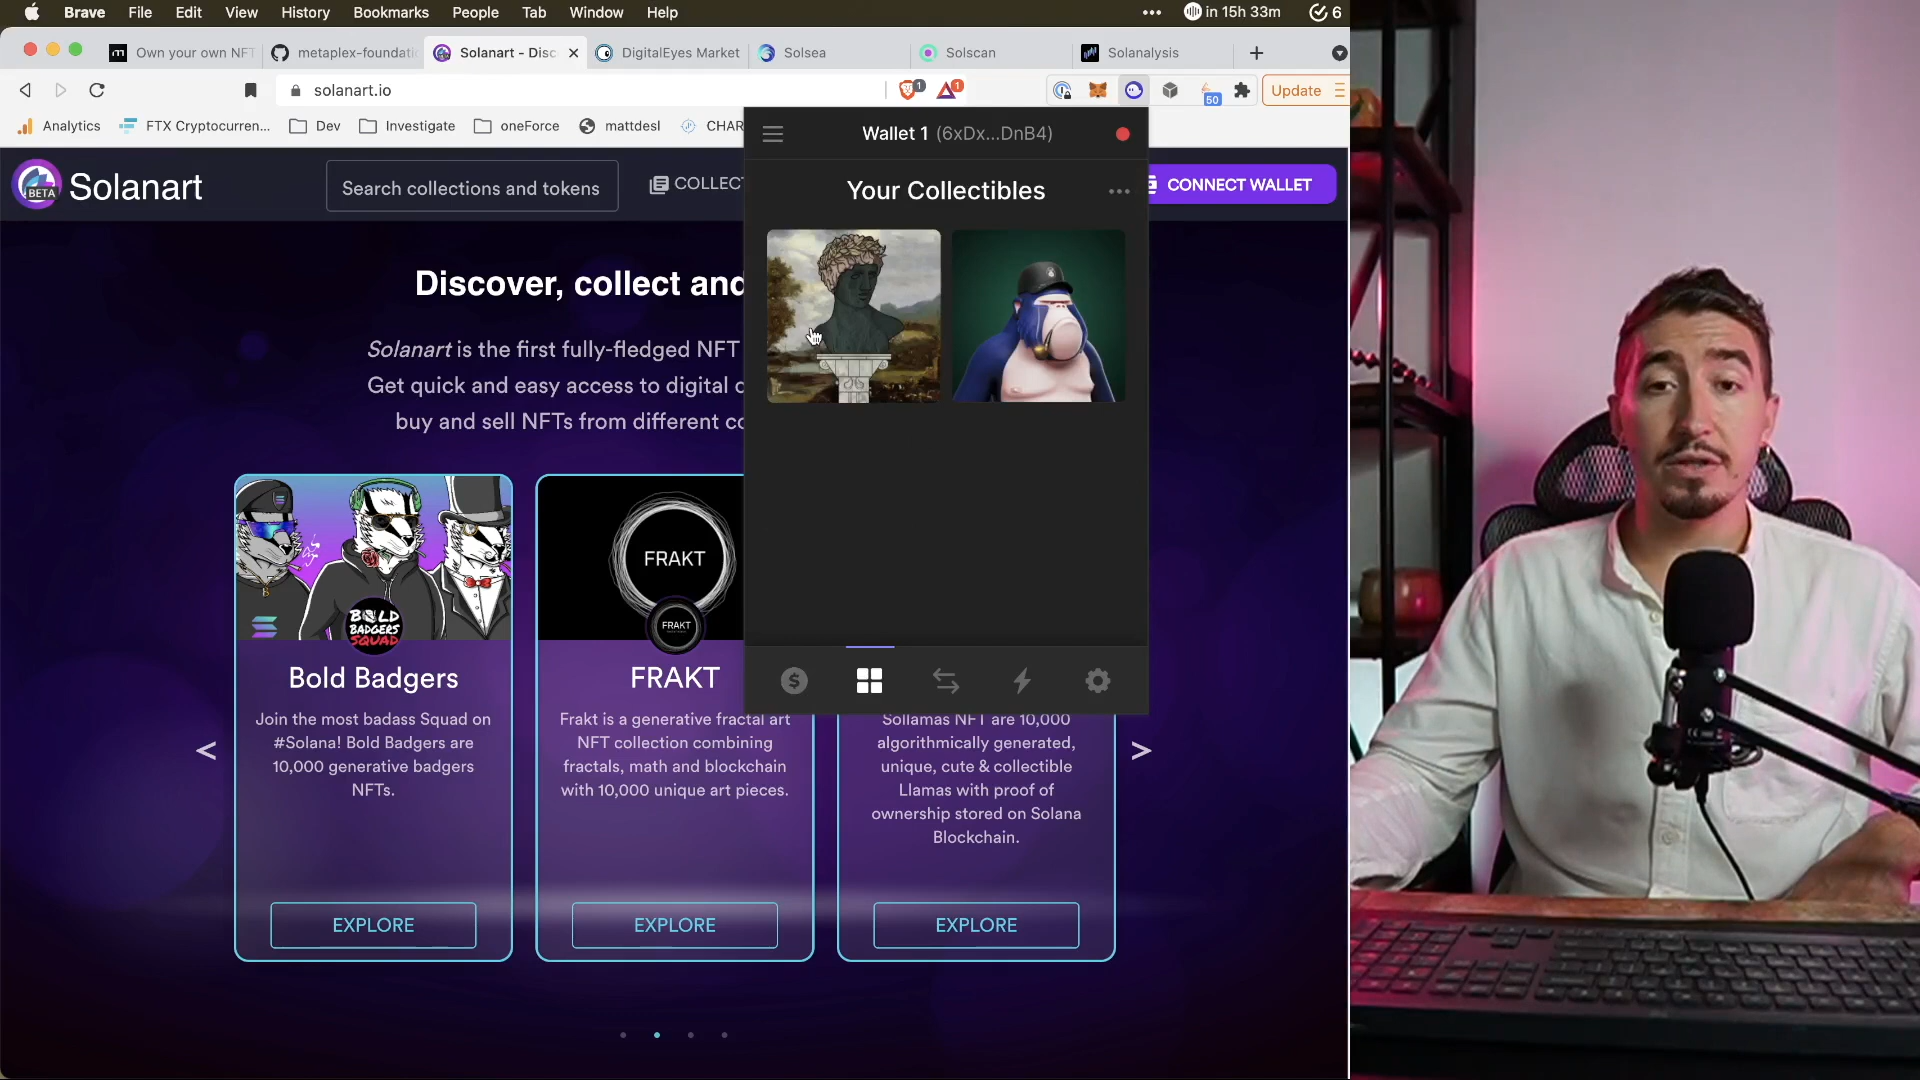 Brave File Edit View History Bookmarks People Tab Window Help in 15h 33m 6
Own your own NFT metaplex-foundatio Solanart - Disc DigitalEyes Market Solsea Solscan Solanalysis
solanart.io 1 1 50 Update
Analytics FTX Cryptocurren... Dev Investigate oneForce mattdesl CHAR
Wallet 1 (6xDx...DnB4)
BETA Solanart Search collections and tokens COLLECT CONNECT WALLET
Your Collectibles
Discover, collect and
Solanart is the first fully-fledged NFT
Get quick and easy access to digital c
buy and sell NFTs from different co
FRAKT
BOLD
BADGERS
SQUAD
FRAKT
Bold Badgers
Join the most badass Squad on
#Solana! Bold Badgers are
10,000 generative badgers
NFTs.
EXPLORE
FRAKT
Frakt is a generative fractal art
NFT collection combining
fractals, math and blockchain
with 10,000 unique art pieces.
EXPLORE
Sollamas NFT are 10,000
algorithmically generated,
unique, cute & collectible
Llamas with proof of
ownership stored on Solana
Blockchain.
EXPLORE
< >